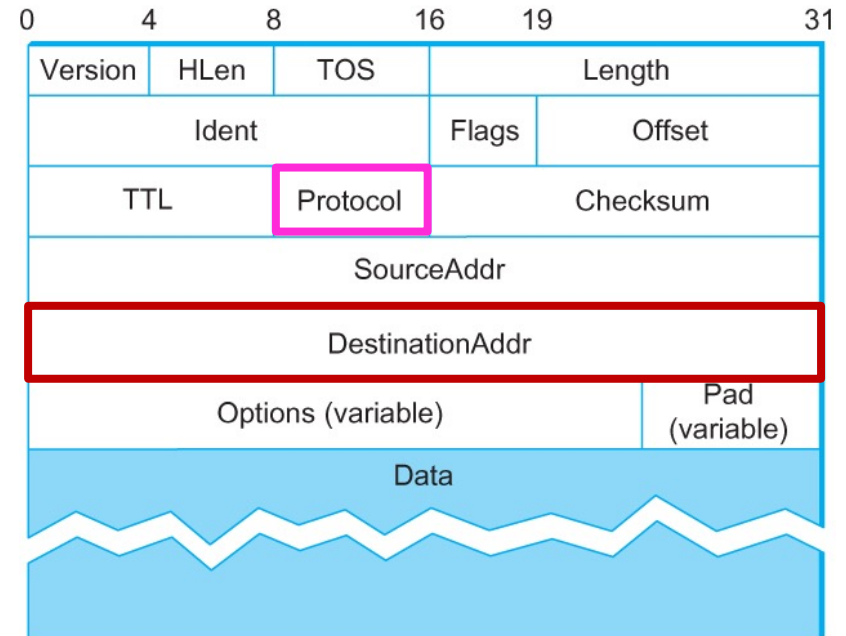 0 4 8 16 19 31
Version HLen TOS Length
Ident Flags Offset
TTL Protocol Checksum
SourceAddr
DestinationAddr
Options (variable) Pad
(variable)
Data